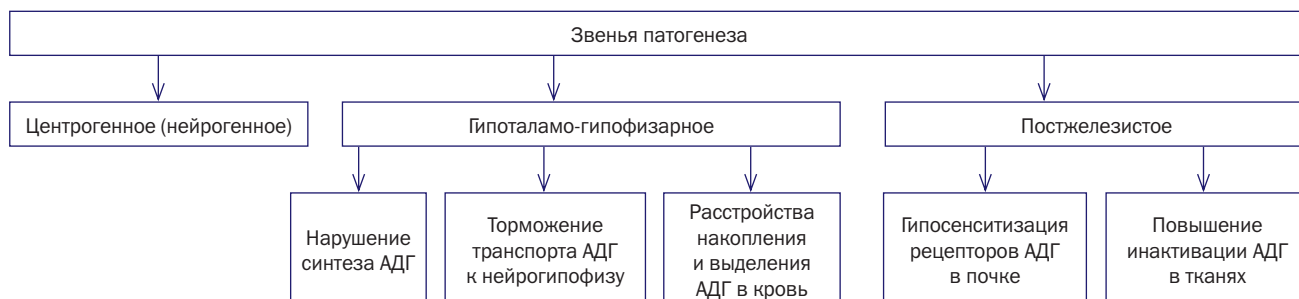 Звенья патогенеза
Центрогенное (нейрогенное)
Гипоталамо-гипофизарное
Постжелезистое
Нарушение
синтеза АДГ
Торможение
транспорта АДГ
к нейрогипофизу
Расстройства
накопления
и выделения
АДГ в кровь
Гипосенситизация
рецепторов АДГ
в почке
Повышение
инактивации АДГ
в тканях